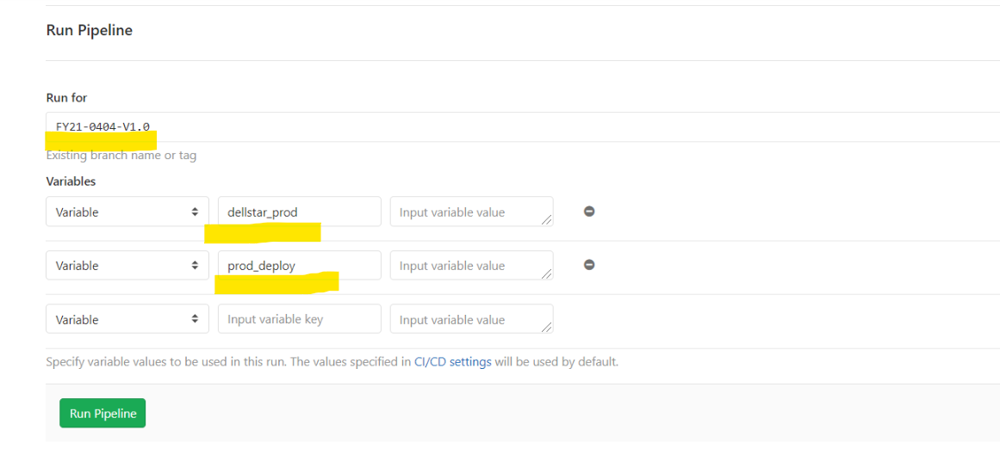 Run Pipeline
Run for
FY21-0404-V1.0
Existing branch name or tag
Variables
Variable dellstar_prod Input variable value
Variable prod_deploy Input variable value
Variable Input variable key Input variable value
Specify variable values to be used in this run. The values specified in CI/CD settings will be used by default.
Run Pipeline